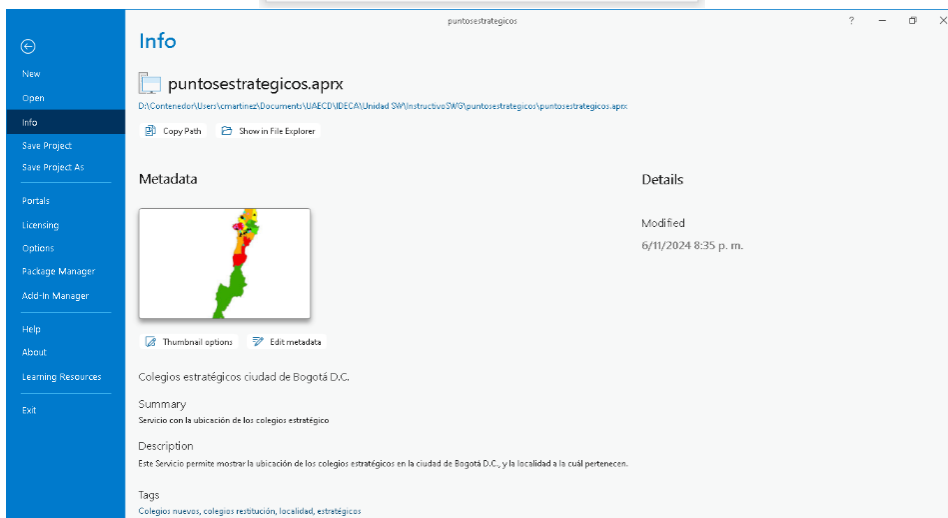 puntosestrategicos
?
Info
New
Open
Info
Save Project
Save Project As
Portals
Licensing
Options
Package Manager
Add-In Manager
Help
About
Learning Resources
Exit
puntosestrategicos.aprx
D:\Contenedor\Users\cmartinez\Documents\UAECD\IDECA\Unidad SW\InstructivoSWG\puntosestrategicos\puntosestrategicos.aprx
Copy Path Show in File Explorer
Metadata
Thumbnail options Edit metadata
Colegios estratégicos ciudad de Bogotá D.C.
Summary
Servicio con la ubicación de los colegios estratégico
Description
Este Servicio permite mostrar la ubicación de los colegios estratégicos en la ciudad de Bogotá D.C., y la localidad a la cuál pertenecen.
Tags
Colegios nuevos, colegios restitución, localidad, estratégicos
Details
Modified
6/11/2024 8:35 p. m.